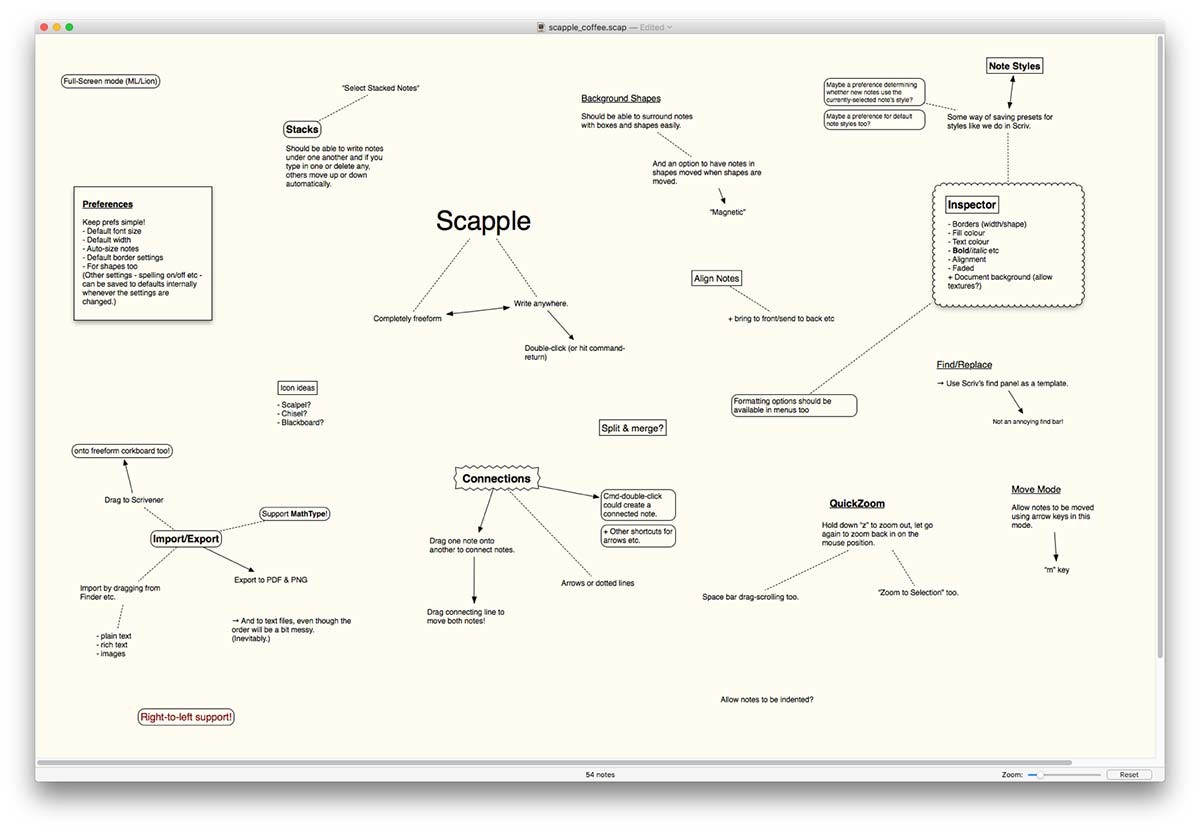 scapple_coffee.scap — Edited
Full-Screen mode (ML/Lion)
"Select Stacked Notes"
Stacks
Should be able to write notes
under one another and if you
type in one or delete any,
others move up or down
automatically.
Background Shapes
Should be able to surround notes
with boxes and shapes easily.
And an option to have notes in
shapes moved when shapes are
moved.
"Magnetic"
Maybe a preference determining
whether new notes use the
currently-selected note's style?
Maybe a preference for default
note styles too?
Note Styles
Some way of saving presets for
styles like we do in Scriv.
Preferences
Keep prefs simple!
- Default font size
- Default width
- Auto-size notes
- Default border settings
- For shapes too
(Other settings - spelling on/off etc -
can be saved to defaults internally
whenever the settings are
changed.)
Scapple
Completely freeform
Write anywhere.
Double-click (or hit command-
return)
Align Notes
+ bring to front/send to back etc
Inspector
- Borders (width/shape)
- Fill colour
- Text colour
- Bold/italic etc
- Alignment
- Faded
+ Document background (allow
textures?)
Formatting options should be
available in menus too
Find/Replace
→ Use Scriv's find panel as a template.
Not an annoying find bar!
Icon ideas
- Scalpel?
- Chisel?
- Blackboard?
Split & merge?
onto freeform corkboard too!
Drag to Scrivener
Support MathType!
Import/Export
Export to PDF & PNG
Import by dragging from
Finder etc.
- plain text
- rich text
- images
→ And to text files, even though the
order will be a bit messy.
(Inevitably.)
Connections
Cmd-double-click
could create a
connected note.
+ Other shortcuts for
arrows etc.
Drag one note onto
another to connect notes.
Arrows or dotted lines
Drag connecting line to
move both notes!
QuickZoom
Hold down "z" to zoom out, let go
again to zoom back in on the
mouse position.
Space bar drag-scrolling too.
"Zoom to Selection" too.
Move Mode
Allow notes to be moved
using arrow keys in this
mode.
"m" key
Allow notes to be indented?
Right-to-left support!
54 notes
Zoom:
Reset